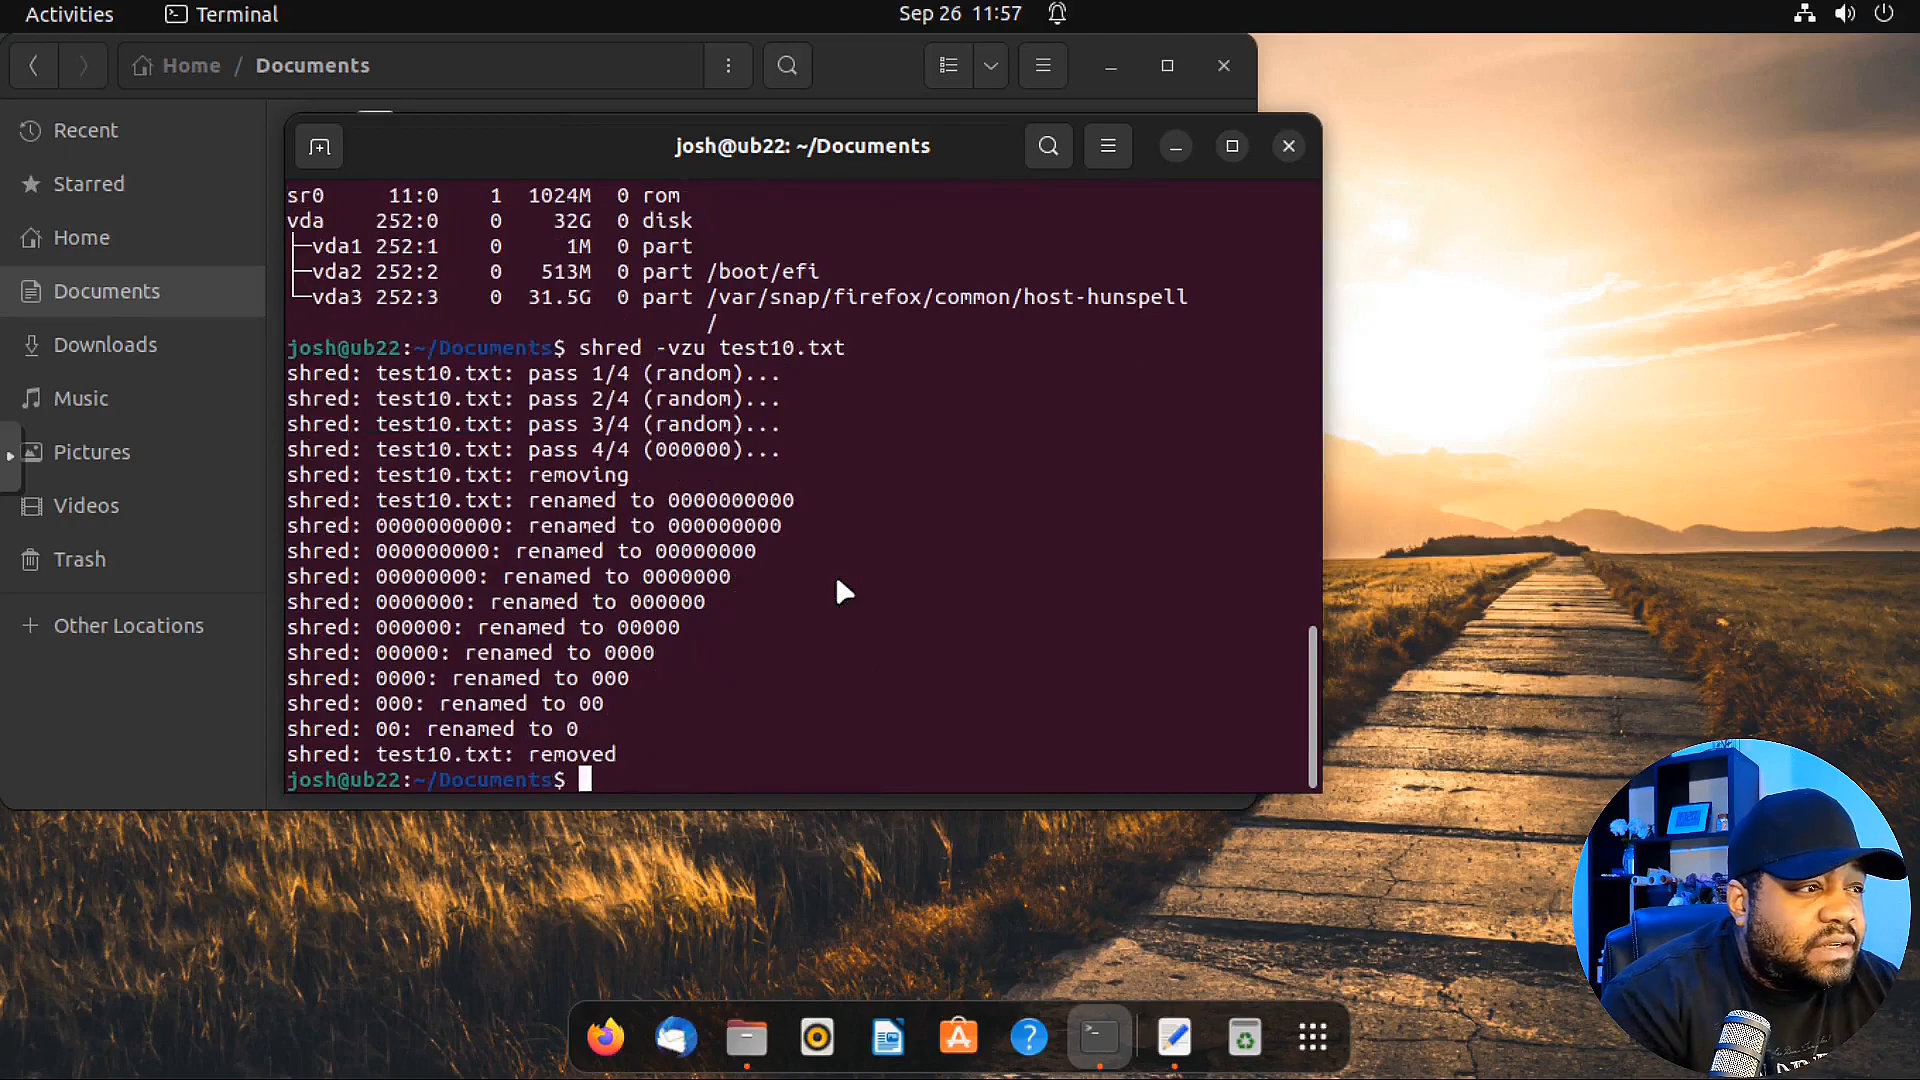 Activities
Terminal
Sep 26 11:57
Home / Documents
Recent
Starred
Home
Documents
Downloads
Music
Pictures
Videos
Trash
Other Locations
josh@ub22: ~/Documents
sr0 11:0 1 1024M 0 rom
vda 252:0 0 32G 0 disk
├─vda1 252:1 0 1M 0 part
├─vda2 252:2 0 513M 0 part /boot/efi
└─vda3 252:3 0 31.5G 0 part /var/snap/firefox/common/host-hunspell
/
josh@ub22:~/Documents$ shred -vzu test10.txt
shred: test10.txt: pass 1/4 (random)...
shred: test10.txt: pass 2/4 (random)...
shred: test10.txt: pass 3/4 (random)...
shred: test10.txt: pass 4/4 (000000)...
shred: test10.txt: removing
shred: test10.txt: renamed to 0000000000
shred: 0000000000: renamed to 000000000
shred: 000000000: renamed to 00000000
shred: 00000000: renamed to 0000000
shred: 0000000: renamed to 000000
shred: 000000: renamed to 00000
shred: 00000: renamed to 0000
shred: 0000: renamed to 000
shred: 000: renamed to 00
shred: 00: renamed to 0
shred: test10.txt: removed
josh@ub22:~/Documents$